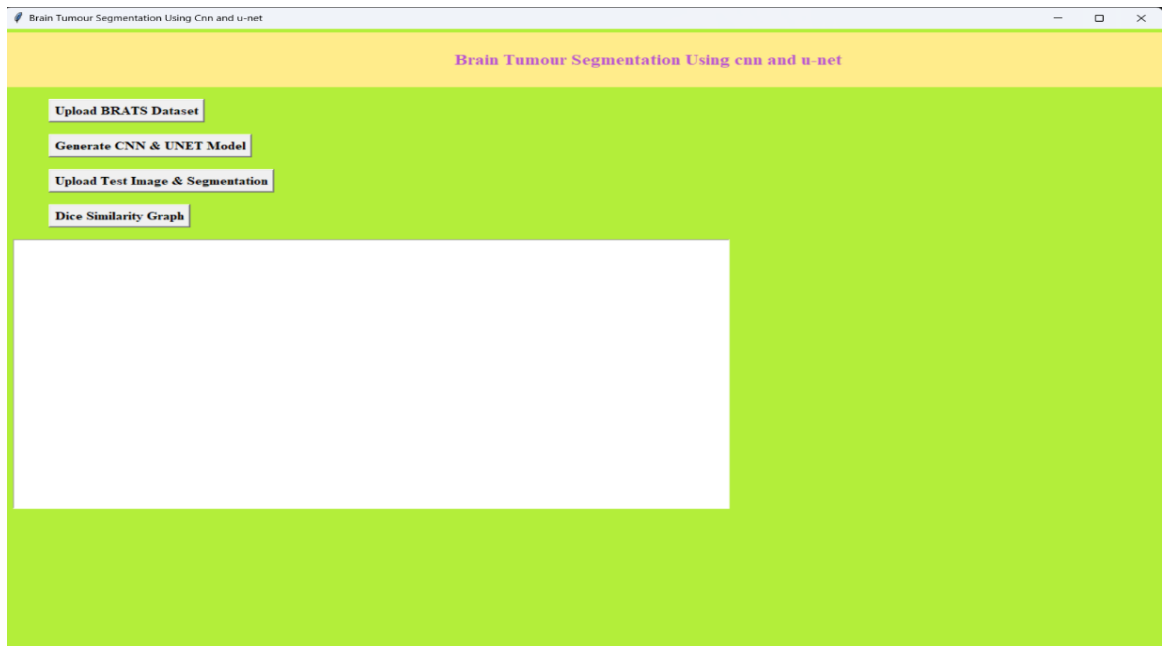 Brain Tumour Segmentation Using Cnn and u-net
Brain Tumour Segmentation Using cnn and u-net
Upload BRATS Dataset
Generate CNN & UNET Model
Upload Test Image & Segmentation
Dice Similarity Graph